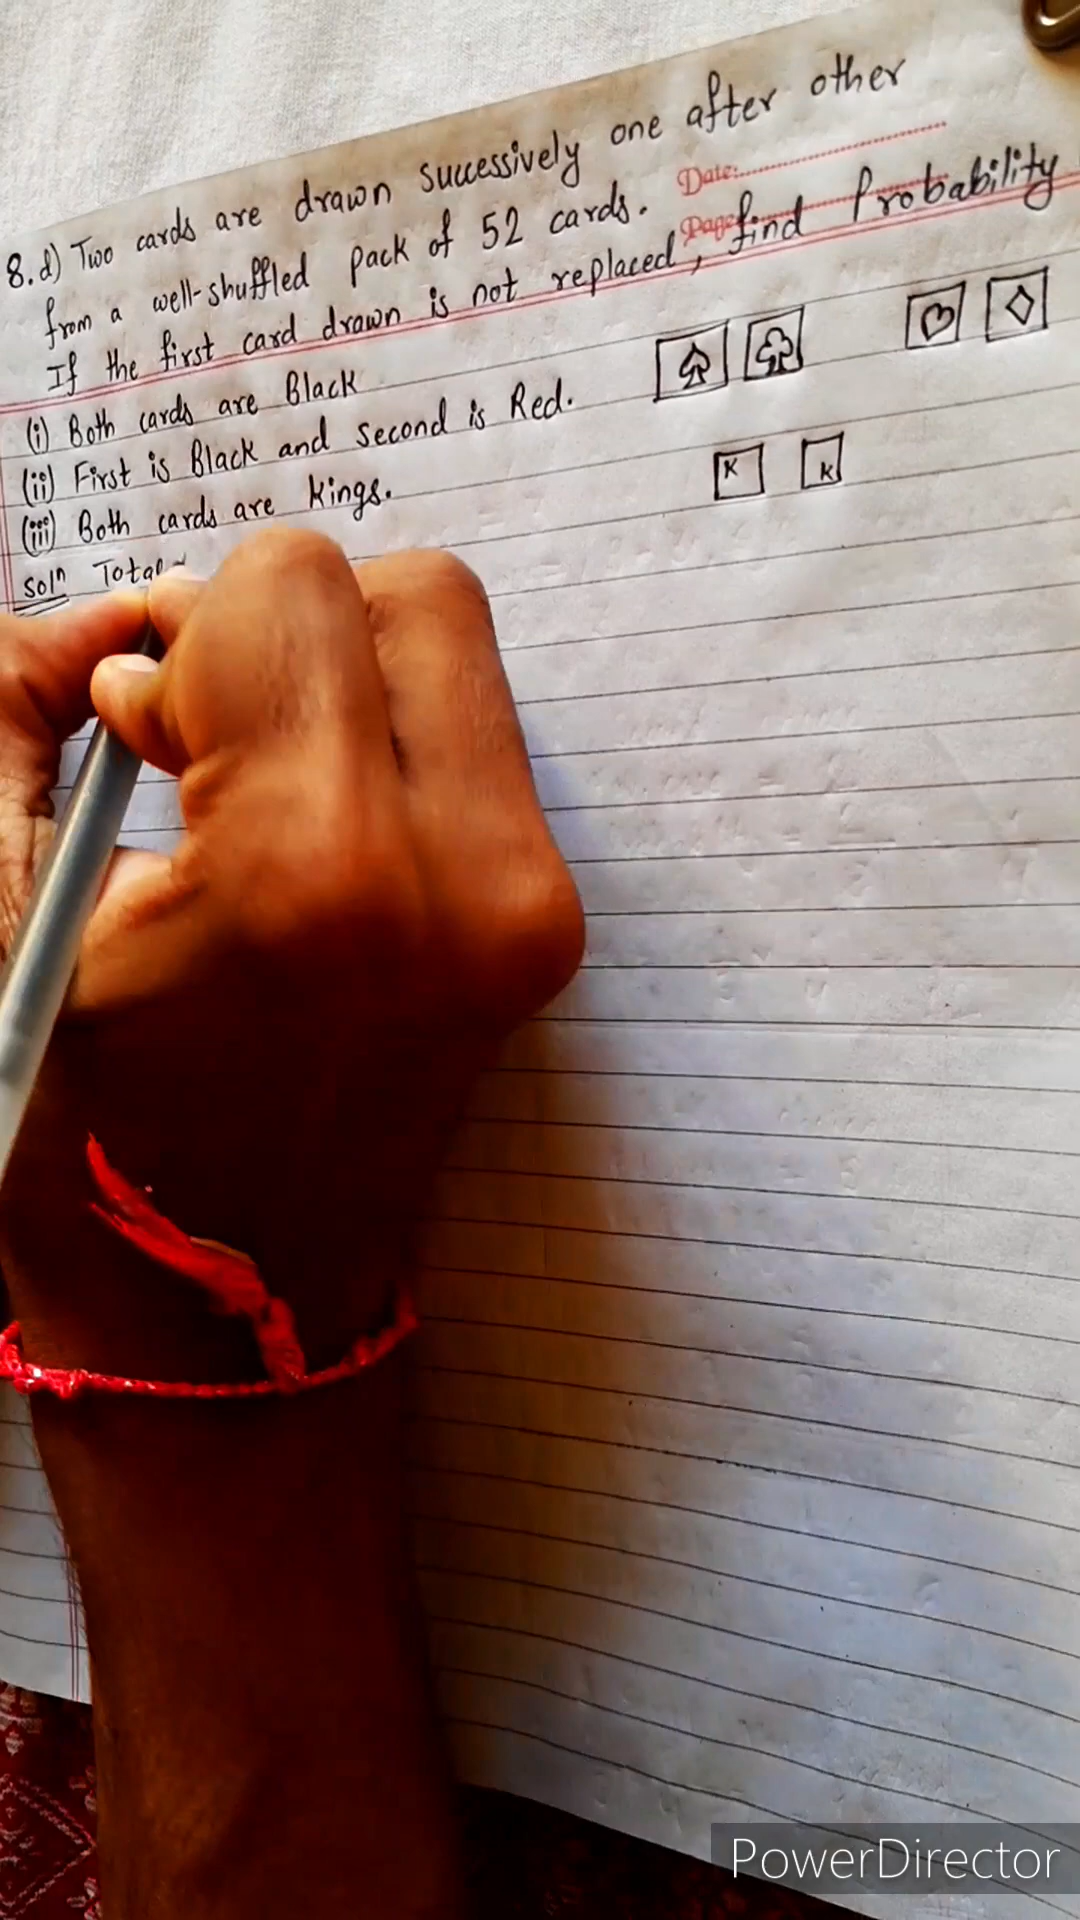 8.d) Two cards are drawn successively one after other
from a well-shuffled pack of 52 cards.
If the first card drawn is not replaced, find Probability
(i) Both cards are Black
(ii) First is Black and second is Red.
(iii) Both cards are kings.
Soln Total
Date:
Page
K K
PowerDirector